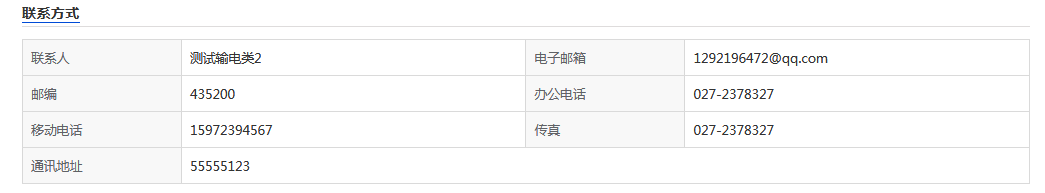 联系方式
联系人 测试输电类2 电子邮箱 1292196472@qq.com
邮编 435200 办公电话 027-2378327
移动电话 15972394567 传真 027-2378327
通讯地址 55555123